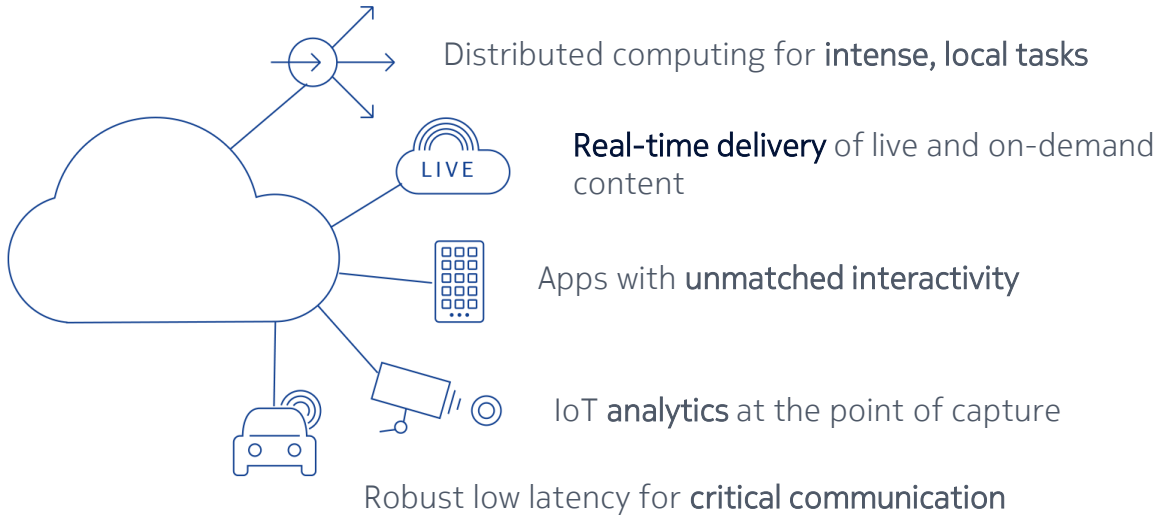 Distributed computing for intense, local tasks
LIVE
Real-time delivery of live and on-demand
content
Apps with unmatched interactivity
IoT analytics at the point of capture
Robust low latency for critical communication